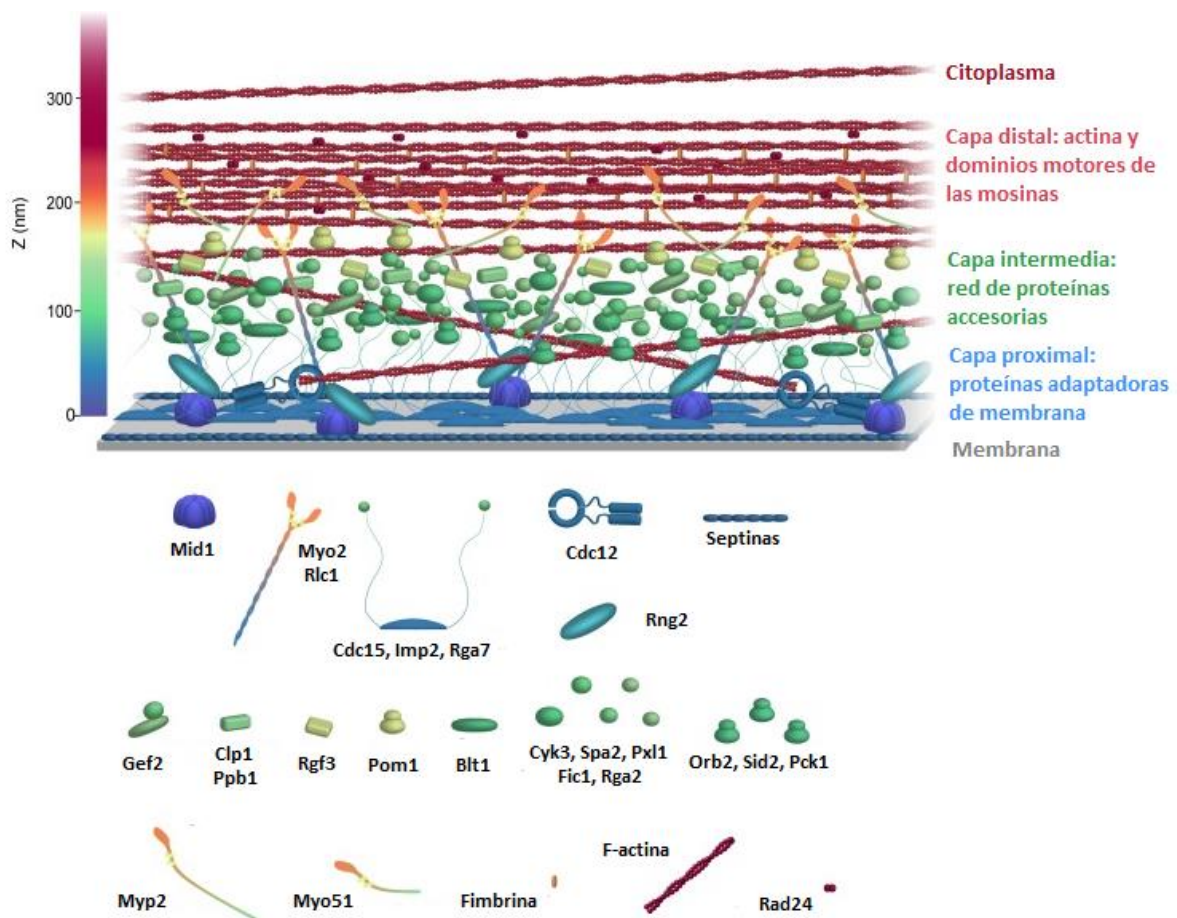 300
200
100
0
Z (nm)
Citoplasma
Capa distal: actina y
dominios motores de
las mosinas
Capa intermedia:
red de proteínas
accesorias
Capa proximal:
proteínas adaptadoras
de membrana
Membrana
Mid1
Myo2
Rlc1
Cdc15, Imp2, Rga7
Cdc12
Septinas
Rng2
Gef2
Clp1
Ppb1
Rgf3
Pom1
Blt1
Cyk3, Spa2, Pxl1
Fic1, Rga2
Orb2, Sid2, Pck1
Myp2
Myo51
Fimbrina
F-actina
Rad24